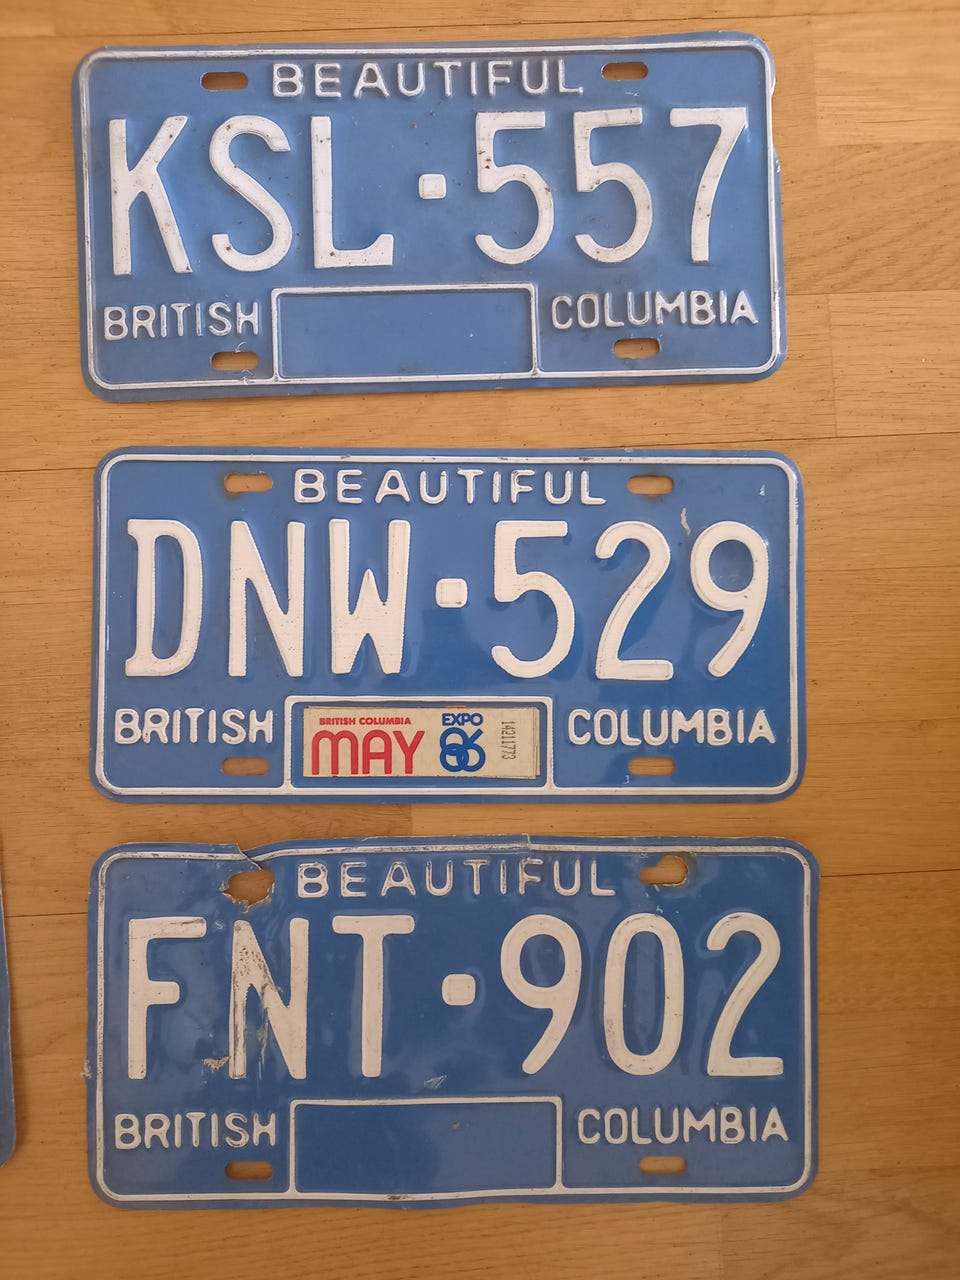 BEAUTIFUL
KSL·557
BRITISH COLUMBIA
BEAUTIFUL
DNW·529
BRITISH COLUMBIA
BRITISH COLUMBIA EXPO
MAY 86
14211773
BEAUTIFUL
FNT·902
BRITISH COLUMBIA